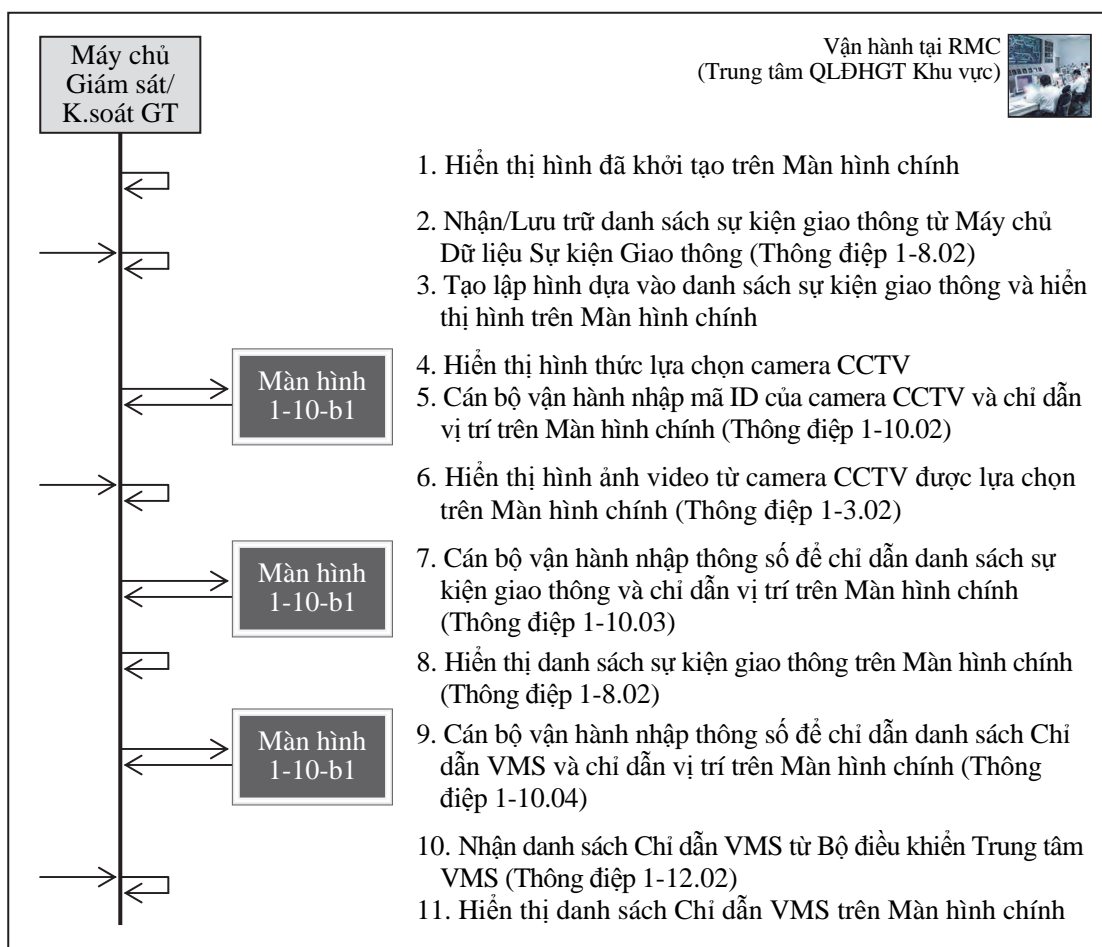 Máy chủ
Giám sát/
K.soát GT
Vận hành tại RMC
(Trung tâm QLĐHGT Khu vực)
1. Hiển thị hình đã khởi tạo trên Màn hình chính
2. Nhận/Lưu trữ danh sách sự kiện giao thông từ Máy chủ
Dữ liệu Sự kiện Giao thông (Thông điệp 1-8.02)
3. Tạo lập hình dựa vào danh sách sự kiện giao thông và hiển
thị hình trên Màn hình chính
Màn hình
1-10-b1
4. Hiển thị hình thức lựa chọn camera CCTV
5. Cán bộ vận hành nhập mã ID của camera CCTV và chỉ dẫn
vị trí trên Màn hình chính (Thông điệp 1-10.02)
6. Hiển thị hình ảnh video từ camera CCTV được lựa chọn
trên Màn hình chính (Thông điệp 1-3.02)
Màn hình
1-10-b1
7. Cán bộ vận hành nhập thông số để chỉ dẫn danh sách sự
kiện giao thông và chỉ dẫn vị trí trên Màn hình chính
(Thông điệp 1-10.03)
8. Hiển thị danh sách sự kiện giao thông trên Màn hình chính
(Thông điệp 1-8.02)
Màn hình
1-10-b1
9. Cán bộ vận hành nhập thông số để chỉ dẫn danh sách Chỉ
dẫn VMS và chỉ dẫn vị trí trên Màn hình chính (Thông
điệp 1-10.04)
10. Nhận danh sách Chỉ dẫn VMS từ Bộ điều khiển Trung tâm
VMS (Thông điệp 1-12.02)
11. Hiển thị danh sách Chỉ dẫn VMS trên Màn hình chính